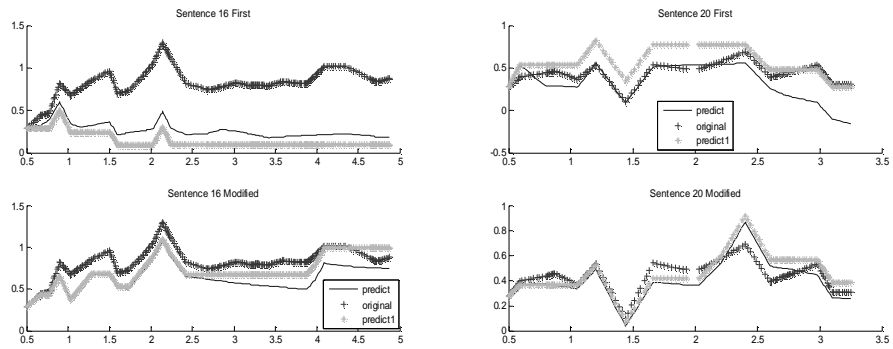 Sentence 16 First
1.5
1
0.5
0
0.5 1 1.5 2 2.5 3 3.5 4 4.5 5
Sentence 20 First
1
0.5
0
-0.5
0.5 1 1.5 2 2.5 3 3.5
predict
original
predict1
Sentence 16 Modified
1.5
1
0.5
0
0.5 1 1.5 2 2.5 3 3.5 4 4.5 5
predict
original
predict1
Sentence 20 Modified
1
0.8
0.6
0.4
0.2
0
0.5 1 1.5 2 2.5 3 3.5
predict
original
predict1